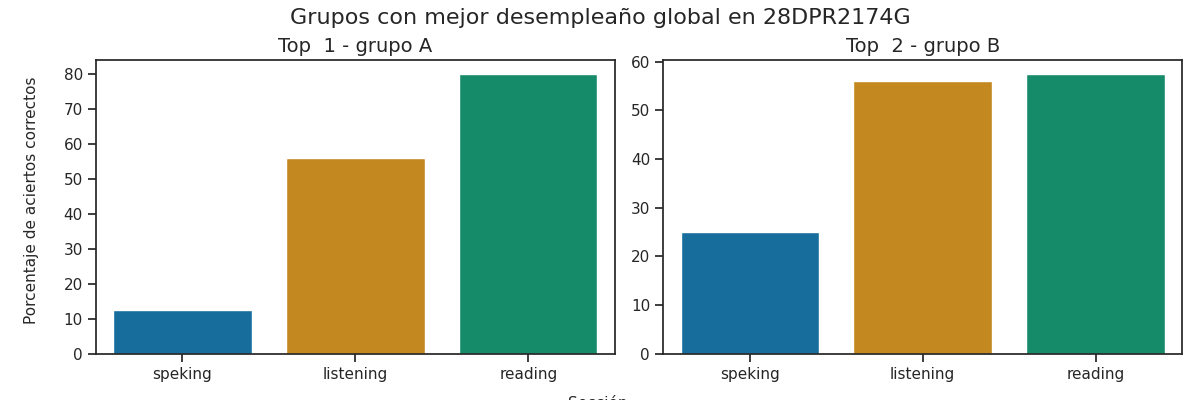 Grupos con mejor desempleaño global en 28DPR2174G
Top  1 - grupo A
Porcentaje de aciertos correctos
80
70
60
50
40
30
20
10
0
speking listening reading
Top  2 - grupo B
60
50
40
30
20
10
0
speking listening reading
Sección